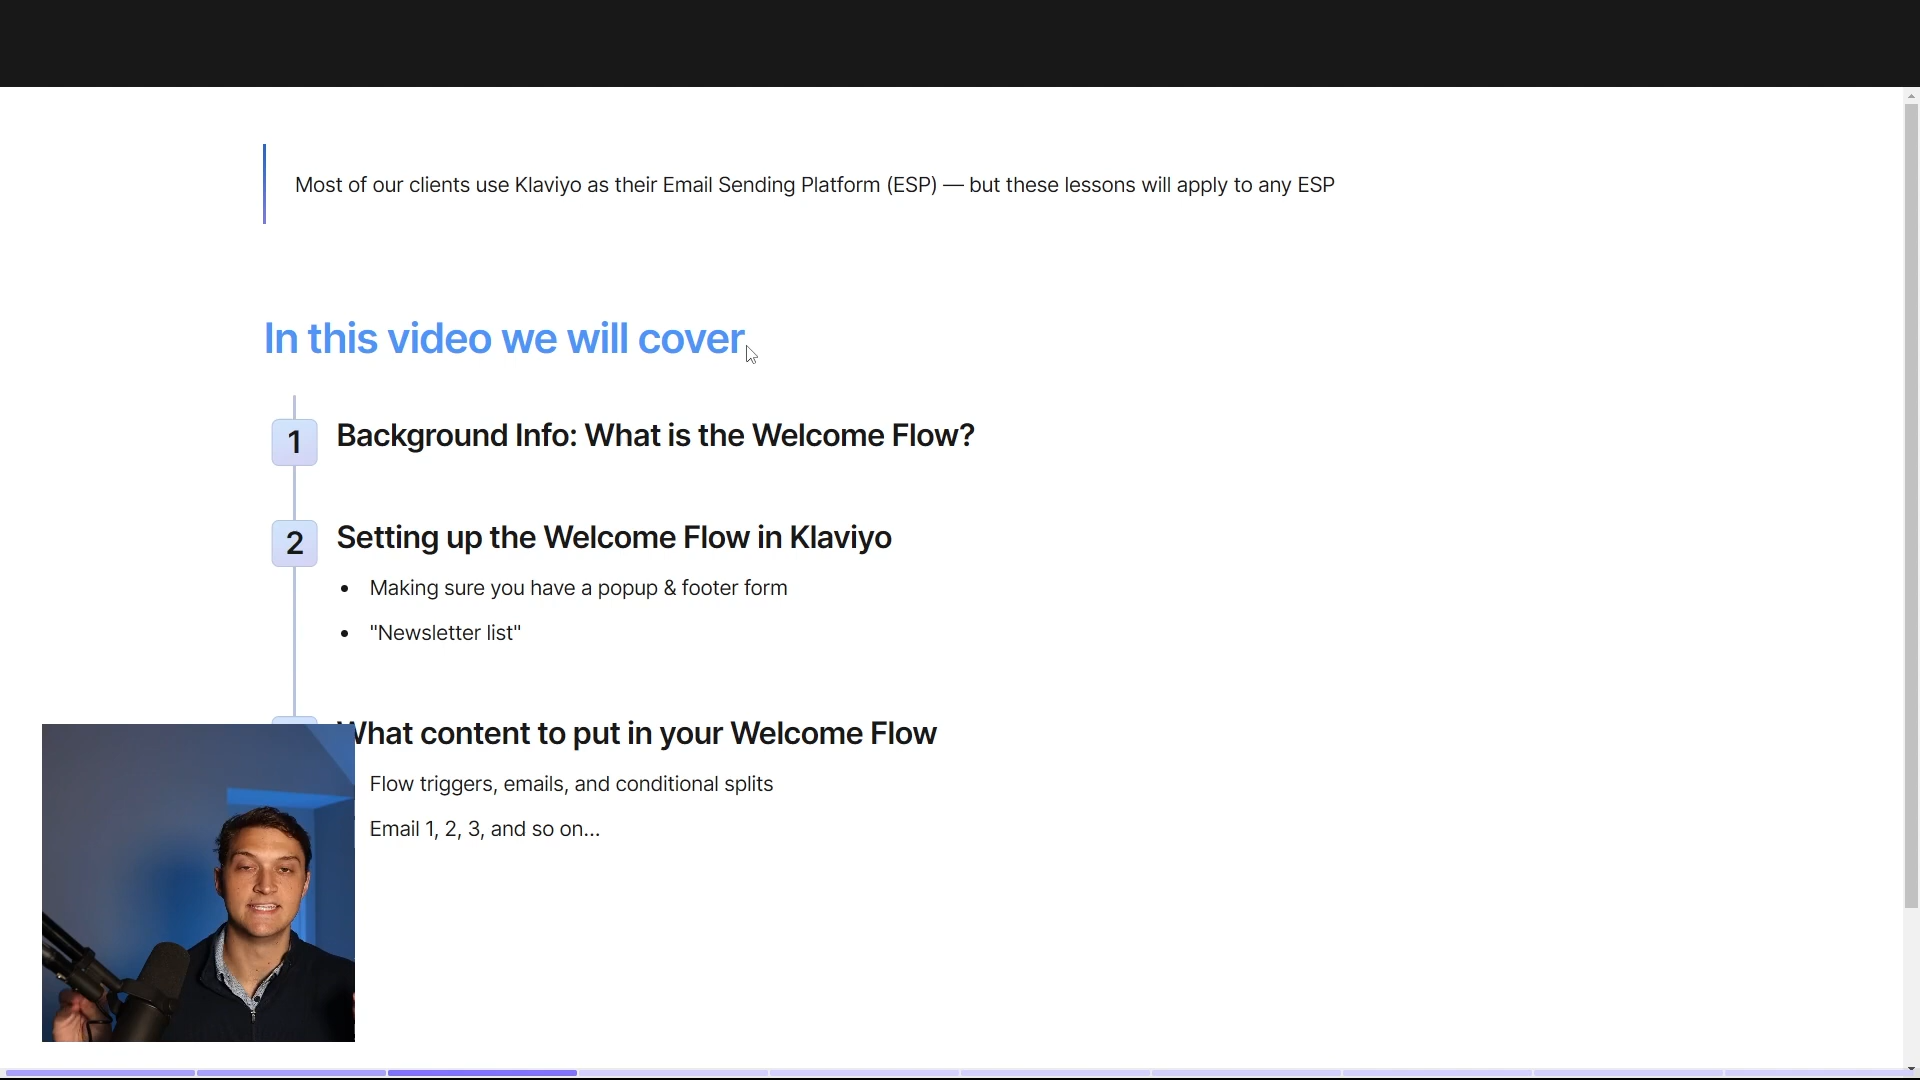 Most of our clients use Klaviyo as their Email Sending Platform (ESP) — but these lessons will apply to any ESP
In this video we will cover
1 Background Info: What is the Welcome Flow?
2 Setting up the Welcome Flow in Klaviyo
• Making sure you have a popup & footer form
• "Newsletter list"
What content to put in your Welcome Flow
Flow triggers, emails, and conditional splits
Email 1, 2, 3, and so on...